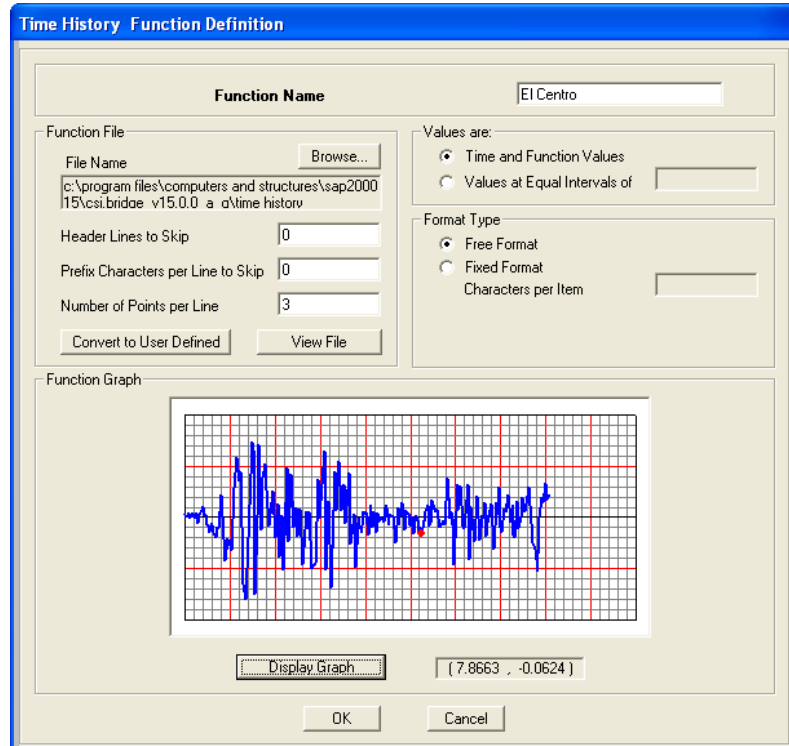 Time History Function Definition
Function Name
El Centro
Function File
File Name
Browse...
c:\program files\computers and structures\sap2000
15\csi.bridge_v15.0.0_a_g\time history
Header Lines to Skip
0
Prefix Characters per Line to Skip
0
Number of Points per Line
3
Convert to User Defined
View File
Values are:
Time and Function Values
Values at Equal Intervals of
Format Type
Free Format
Fixed Format
Characters per Item
Function Graph
Display Graph
( 7.8663 , -0.0624 )
OK
Cancel